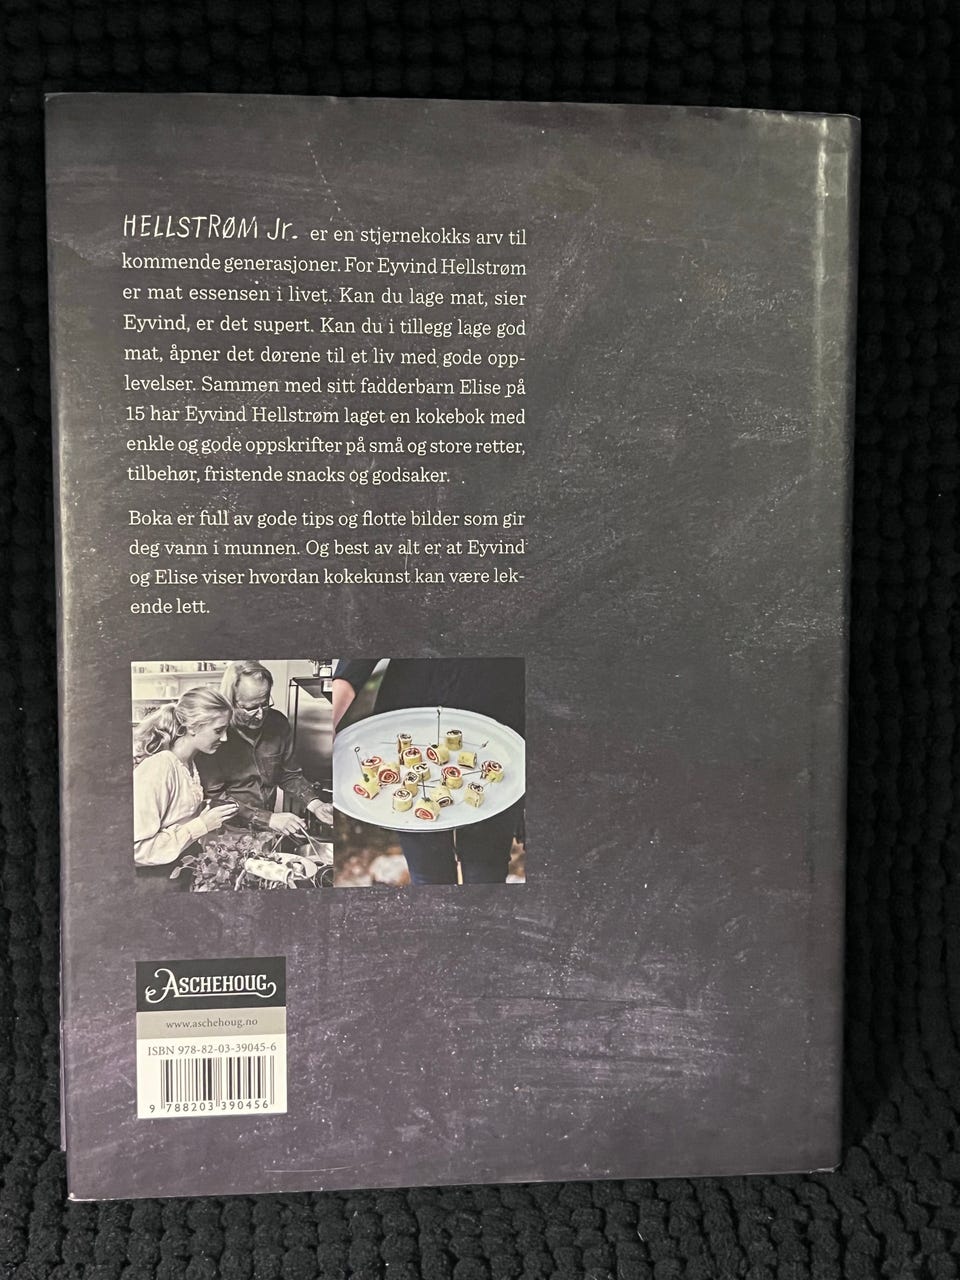 HELLSTRØM Jr. er en stjernekokks arv til
kommende generasjoner. For Eyvind Hellstrøm
er mat essensen i livet. Kan du lage mat, sier
Eyvind, er det supert. Kan du i tillegg lage god
mat, åpner det dørene til et liv med gode opp-
levelser. Sammen med sitt fadderbarn Elise på
15 har Eyvind Hellstrøm laget en kokebok med
enkle og gode oppskrifter på små og store retter,
tilbehør, fristende snacks og godsaker.
Boka er full av gode tips og flotte bilder som gir
deg vann i munnen. Og best av alt er at Eyvind
og Elise viser hvordan kokekunst kan være lek-
ende lett.
ASCHEHOUG
www.aschehoug.no
ISBN 978-82-03-39045-6
9 788203 390456